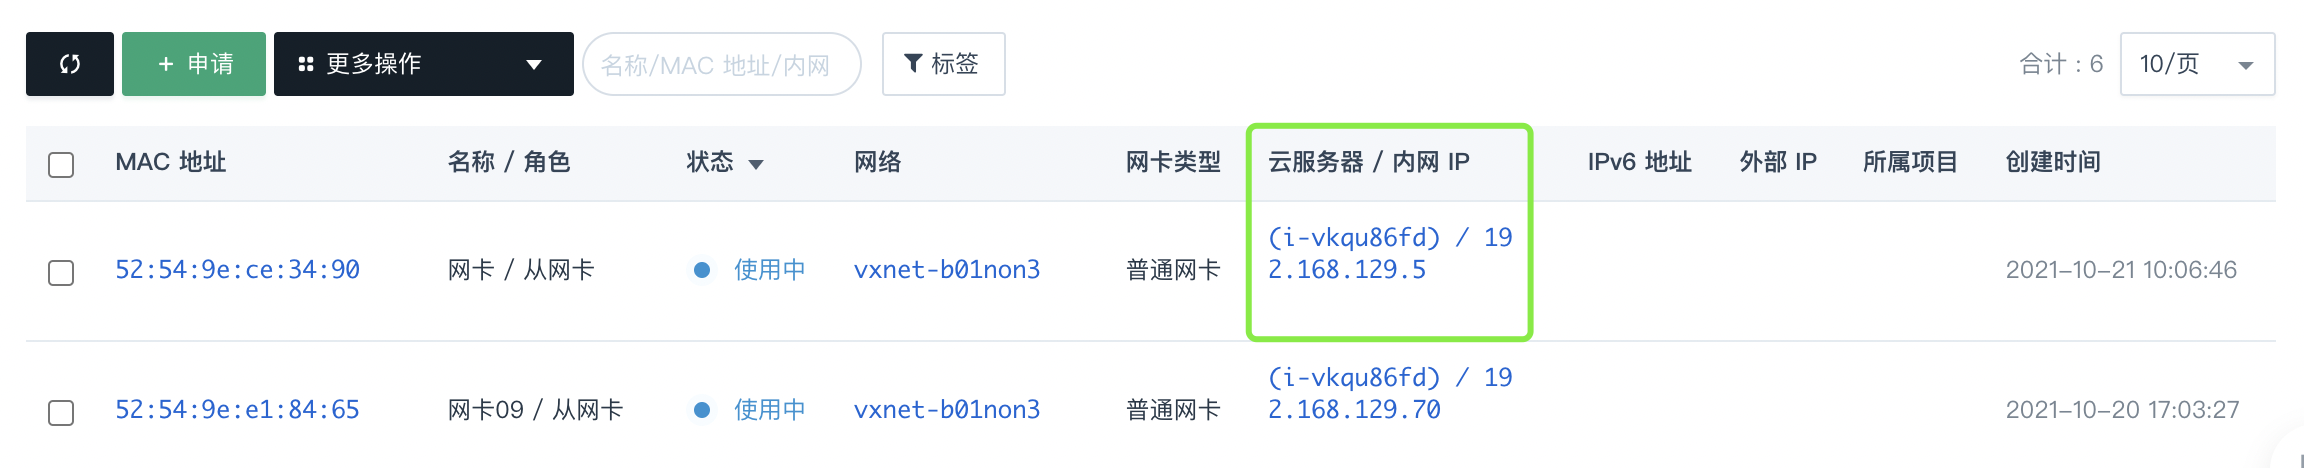 + 申请 更多操作 名称/MAC 地址/内网 标签 合计：6 10/页
MAC 地址 名称 / 角色 状态 网络 网卡类型 云服务器 / 内网 IP IPv6 地址 外部 IP 所属项目 创建时间
52:54:9e:ce:34:90 网卡 / 从网卡 使用中 vxnet-b01non3 普通网卡 (i-vkqu86fd) / 19
2.168.129.5 2021-10-21 10:06:46
52:54:9e:e1:84:65 网卡09 / 从网卡 使用中 vxnet-b01non3 普通网卡 (i-vkqu86fd) / 19
2.168.129.70 2021-10-20 17:03:27